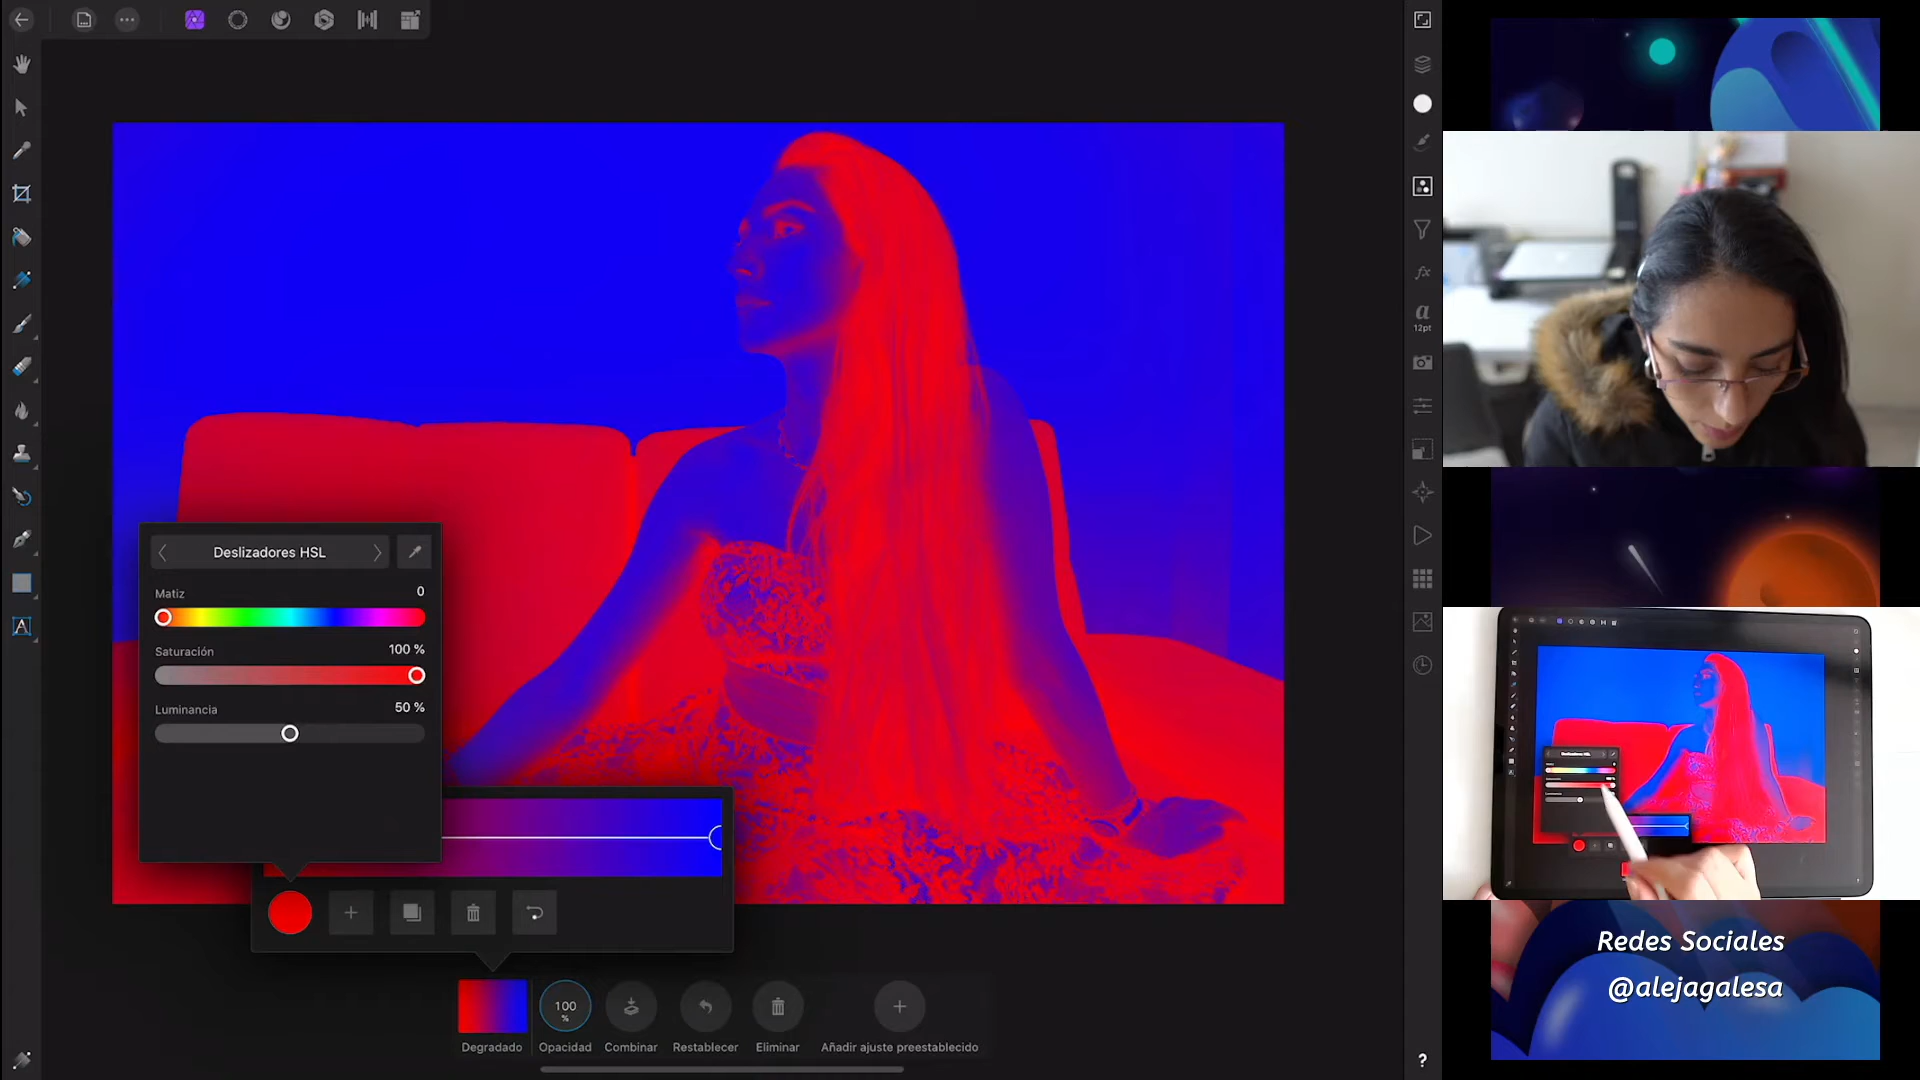 a
12pt
Deslizadores HSL
Matiz
0
Saturación
100 %
Luminancia
50 %
A
100
%
Degradado
Opacidad
Combinar
Restablecer
Eliminar
Añadir ajuste preestablecido
?
Redes Sociales
@alejagalesa